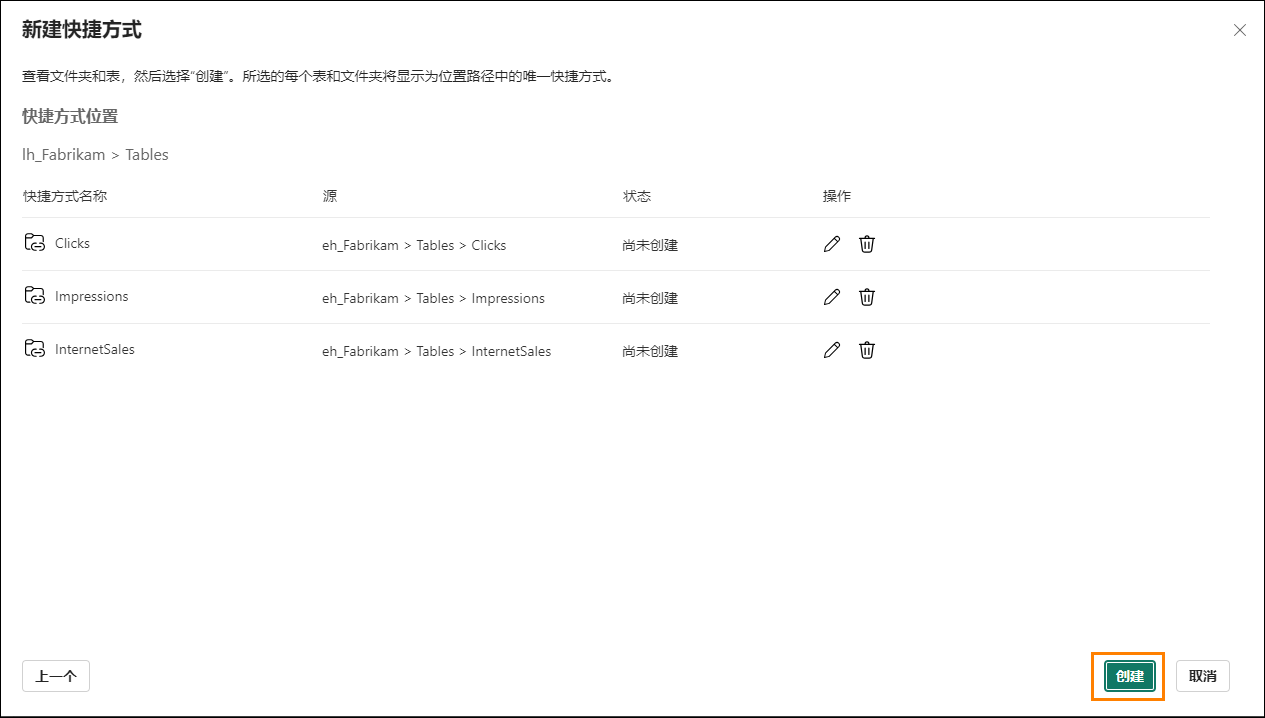 新建快捷方式
查看文件夹和表，然后选择“创建”。所选的每个表和文件夹将显示为位置路径中的唯一快捷方式。
快捷方式位置
lh_Fabrikam > Tables
快捷方式名称 源 状态 操作
Clicks eh_Fabrikam > Tables > Clicks 尚未创建
Impressions eh_Fabrikam > Tables > Impressions 尚未创建
InternetSales eh_Fabrikam > Tables > InternetSales 尚未创建
上一个 创建 取消